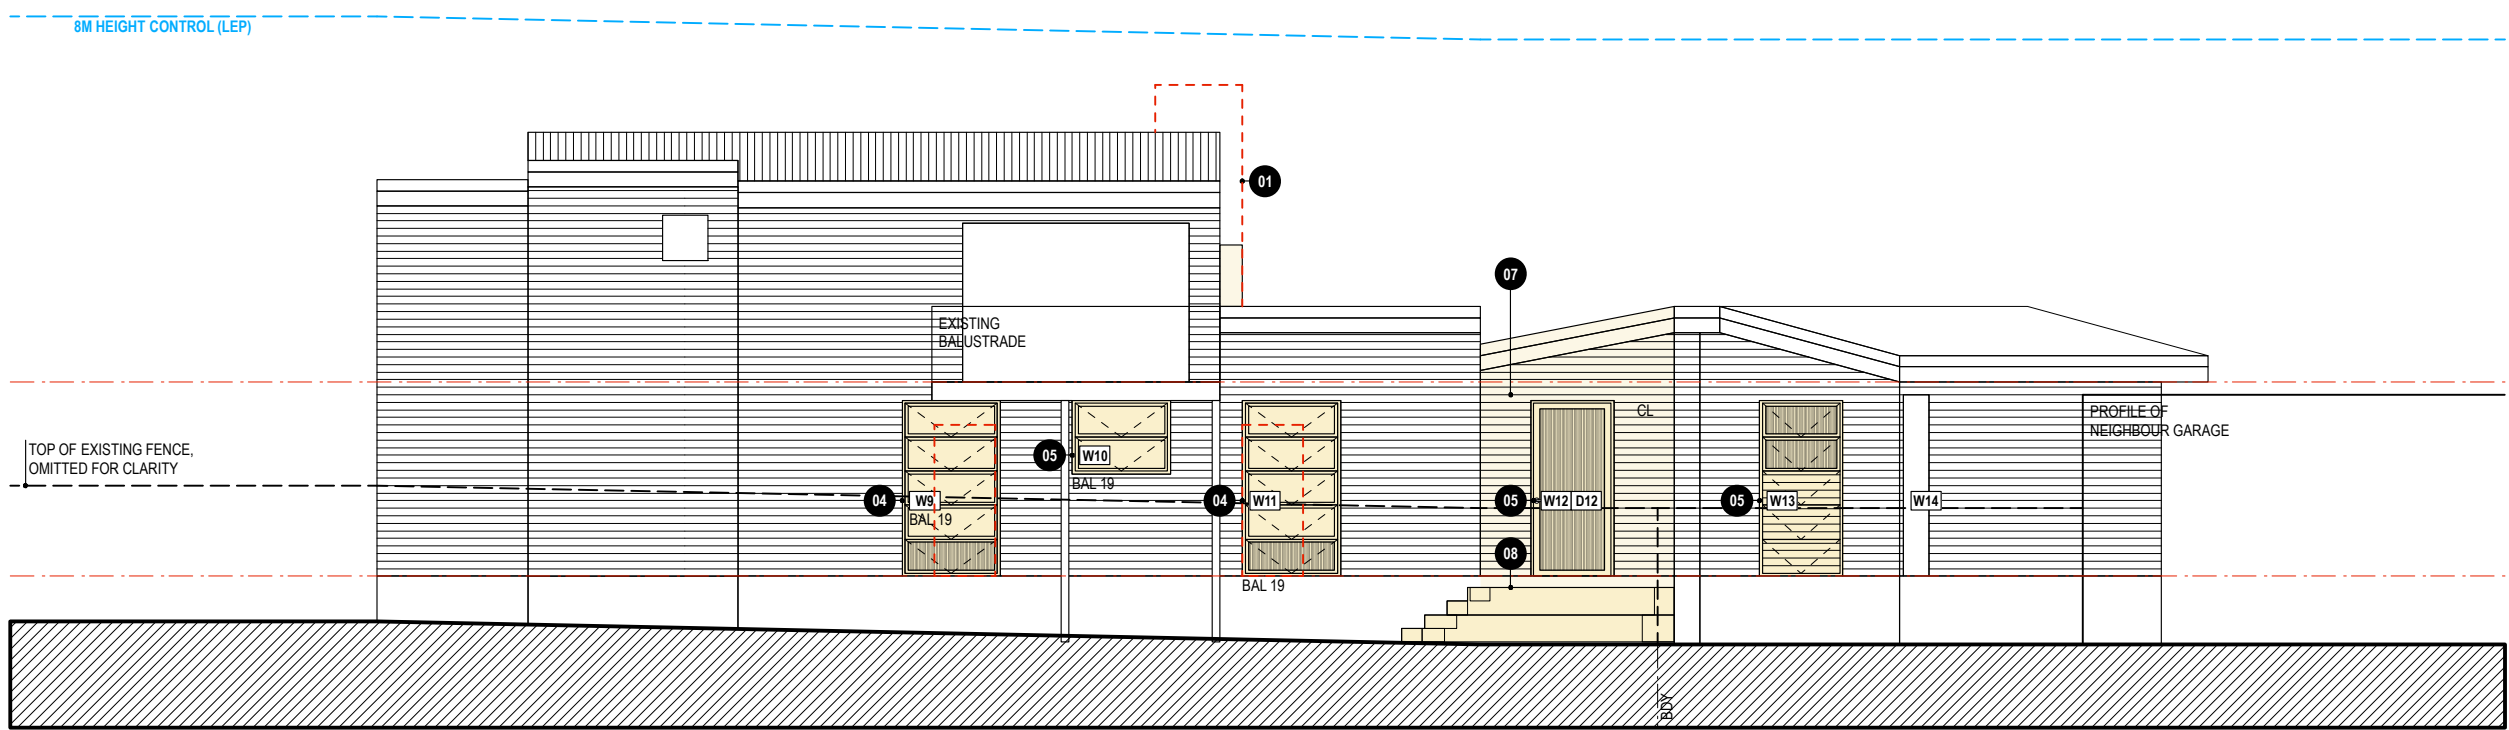 8M HEIGHT CONTROL (LEP)
01
07
EXISTING
BALUSTRADE
CL
PROFILE OF
NEIGHBOUR GARAGE
TOP OF EXISTING FENCE,
OMITTED FOR CLARITY
05 W10
BAL 19
04 W9
BAL 19
04 W11
05 W12 D12
05 W13
W14
08
BAL 19
BDY